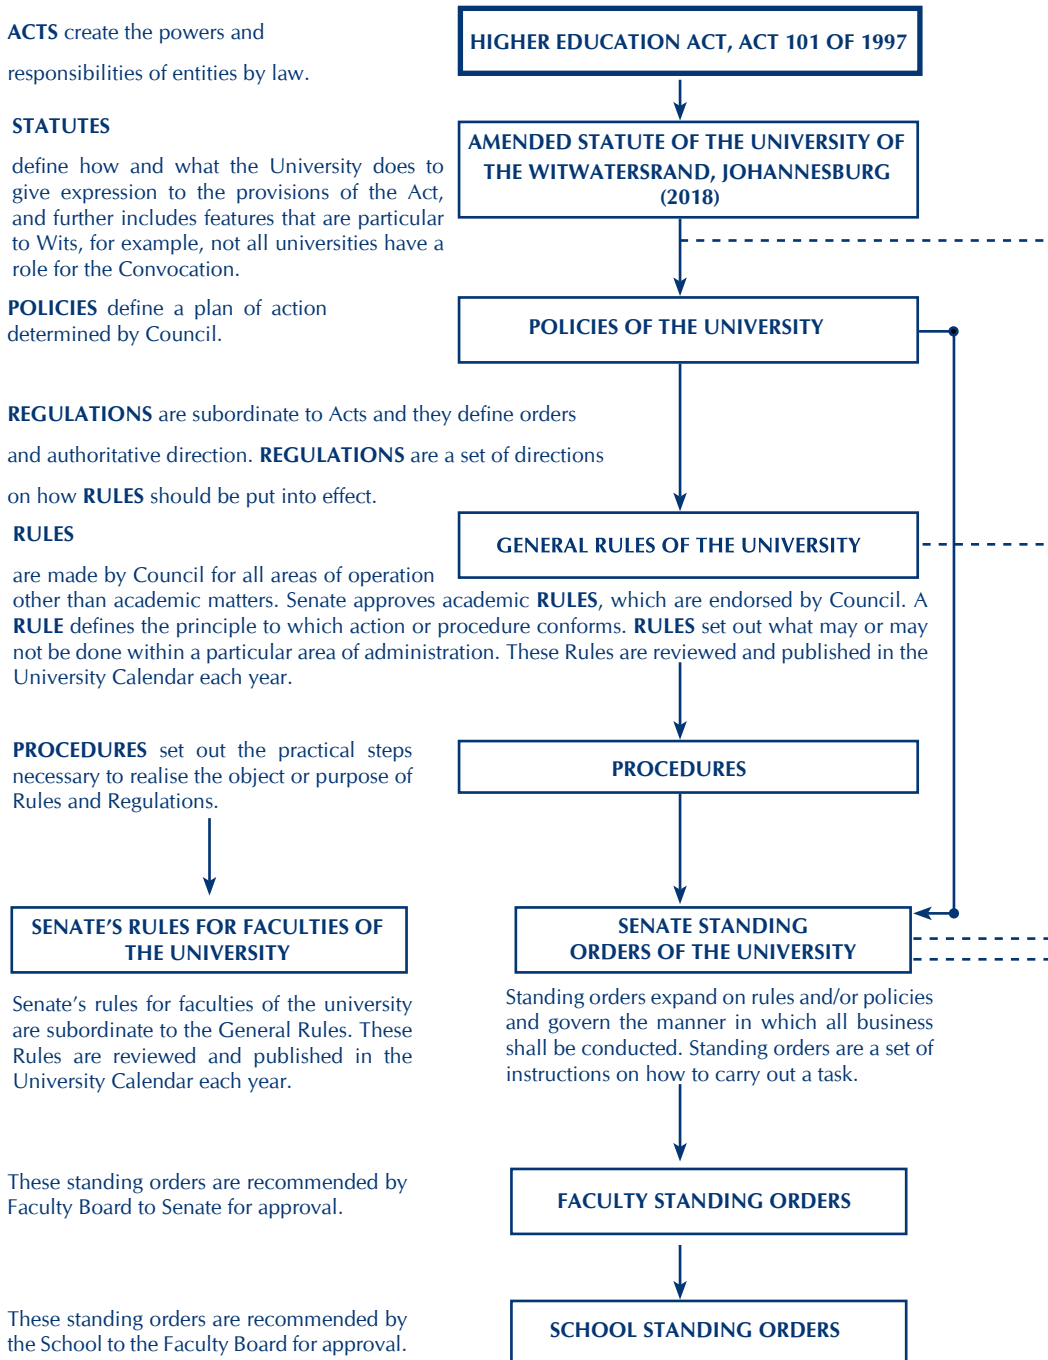 ACTS create the powers and
responsibilities of entities by law.
HIGHER EDUCATION ACT, ACT 101 OF 1997
STATUTES
define how and what the University does to
give expression to the provisions of the Act,
and further includes features that are particular
to Wits, for example, not all universities have a
role for the Convocation.
AMENDED STATUTE OF THE UNIVERSITY OF
THE WITWATERSRAND, JOHANNESBURG
(2018)
POLICIES define a plan of action
determined by Council.
POLICIES OF THE UNIVERSITY
REGULATIONS are subordinate to Acts and they define orders
and authoritative direction. REGULATIONS are a set of directions
on how RULES should be put into effect.
GENERAL RULES OF THE UNIVERSITY
RULES
are made by Council for all areas of operation
other than academic matters. Senate approves academic RULES, which are endorsed by Council. A
RULE defines the principle to which action or procedure conforms. RULES set out what may or may
not be done within a particular area of administration. These Rules are reviewed and published in the
University Calendar each year.
PROCEDURES set out the practical steps
necessary to realise the object or purpose of
Rules and Regulations.
PROCEDURES
SENATE'S RULES FOR FACULTIES OF
THE UNIVERSITY
Senate's rules for faculties of the university
are subordinate to the General Rules. These
Rules are reviewed and published in the
University Calendar each year.
SENATE STANDING
ORDERS OF THE UNIVERSITY
Standing orders expand on rules and/or policies
and govern the manner in which all business
shall be conducted. Standing orders are a set of
instructions on how to carry out a task.
These standing orders are recommended by
Faculty Board to Senate for approval.
FACULTY STANDING ORDERS
These standing orders are recommended by
the School to the Faculty Board for approval.
SCHOOL STANDING ORDERS